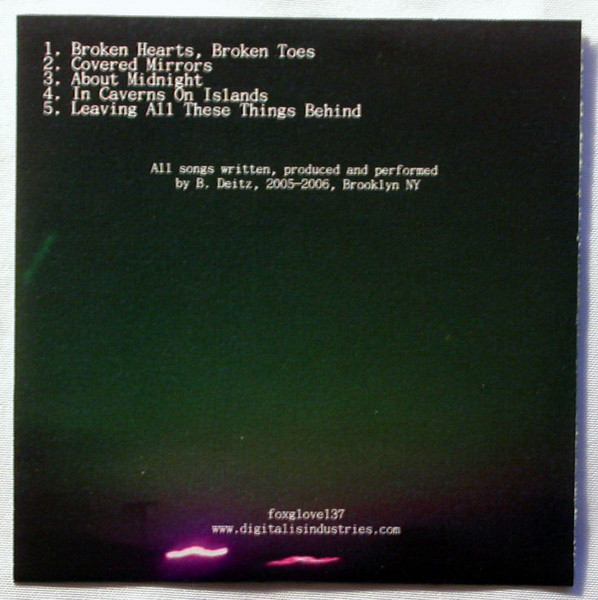 1. Broken Hearts, Broken Toes
2. Covered Mirrors
3. About Midnight
4. In Caverns On Islands
5. Leaving All These Things Behind
All songs written, produced and performed
by B. Deitz, 2005-2006, Brooklyn NY
foxglove137
www.digitalisindustries.com